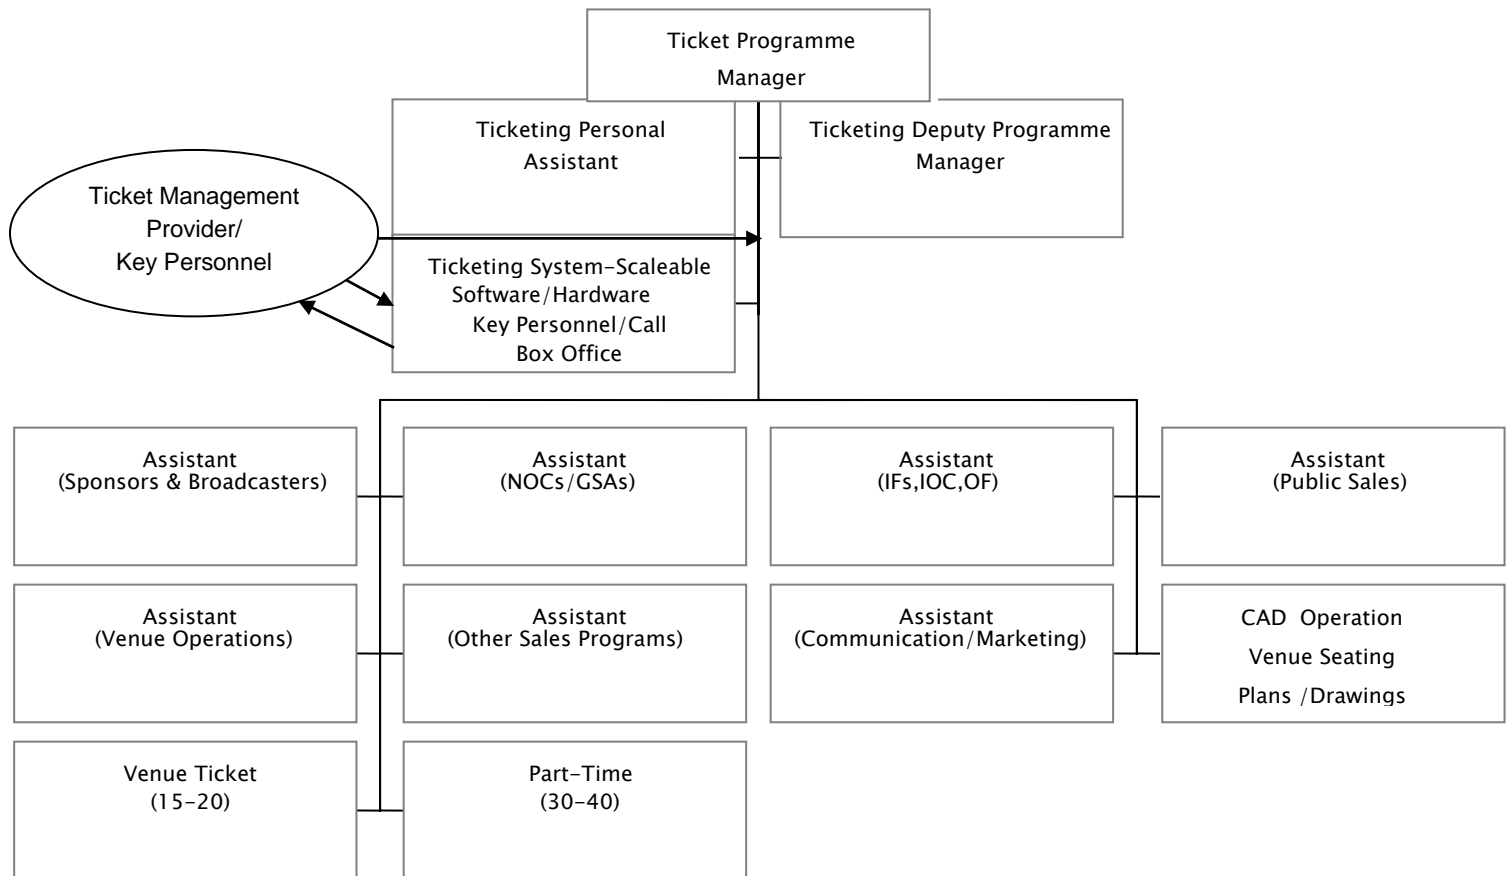 Ticket Programme
Manager
Ticketing Personal
Assistant
Ticketing Deputy Programme
Manager
Ticket Management
Provider/
Key Personnel
Ticketing System-Scaleable
Software/Hardware
Key Personnel/Call
Box Office
Assistant
(Sponsors & Broadcasters)
Assistant
(NOCs/GSAs)
Assistant
(IFs,IOC,OF)
Assistant
(Public Sales)
Assistant
(Venue Operations)
Assistant
(Other Sales Programs)
Assistant
(Communication/Marketing)
CAD Operation
Venue Seating
Plans /Drawings
Venue Ticket
(15-20)
Part-Time
(30-40)